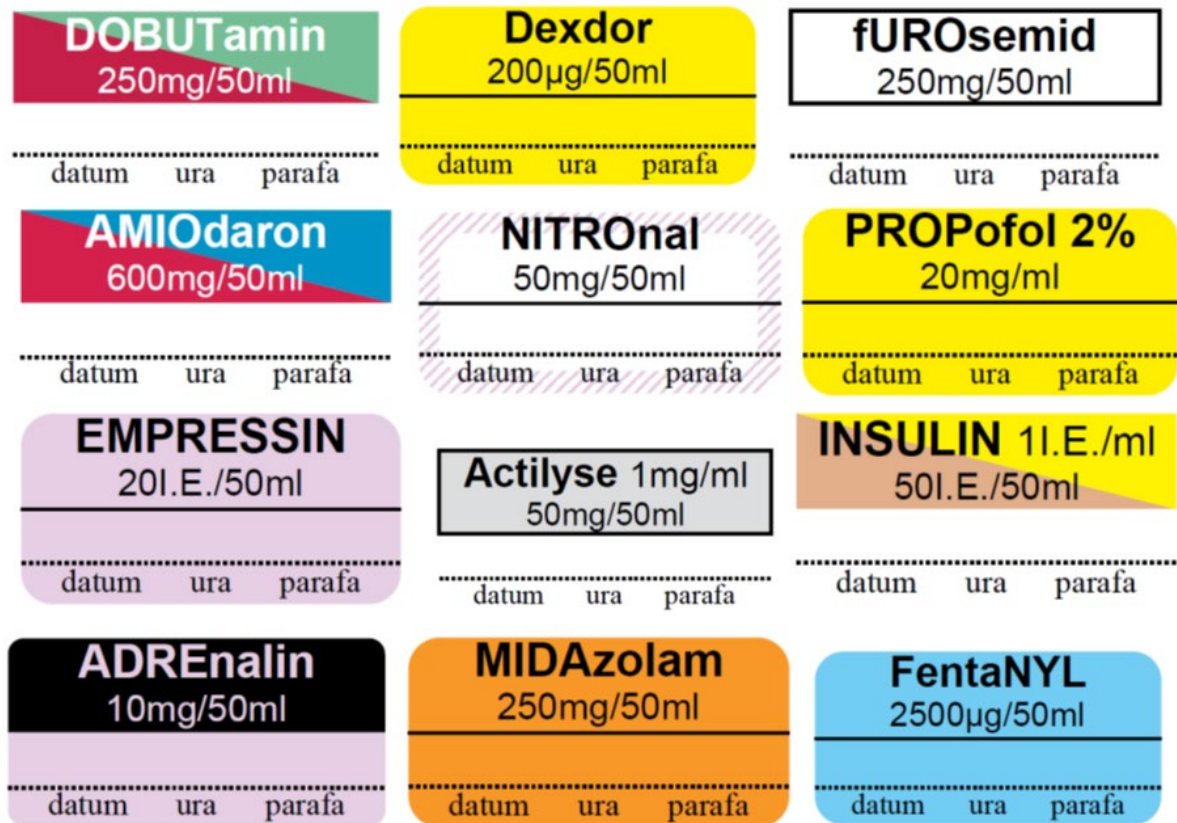 DOBUTamin
250mg/50ml
datum ura parafa
Dexdor
200µg/50ml
datum ura parafa
fUROsemid
250mg/50ml
datum ura parafa
AMIOdaron
600mg/50ml
datum ura parafa
NITROnal
50mg/50ml
datum ura parafa
PROPofol 2%
20mg/ml
datum ura parafa
EMPRESSIN
20I.E./50ml
datum ura parafa
Actilyse 1mg/ml
50mg/50ml
datum ura parafa
INSULIN 1I.E./ml
50I.E./50ml
datum ura parafa
ADREnalin
10mg/50ml
datum ura parafa
MIDAzolam
250mg/50ml
datum ura parafa
FentaNYL
2500µg/50ml
datum ura parafa